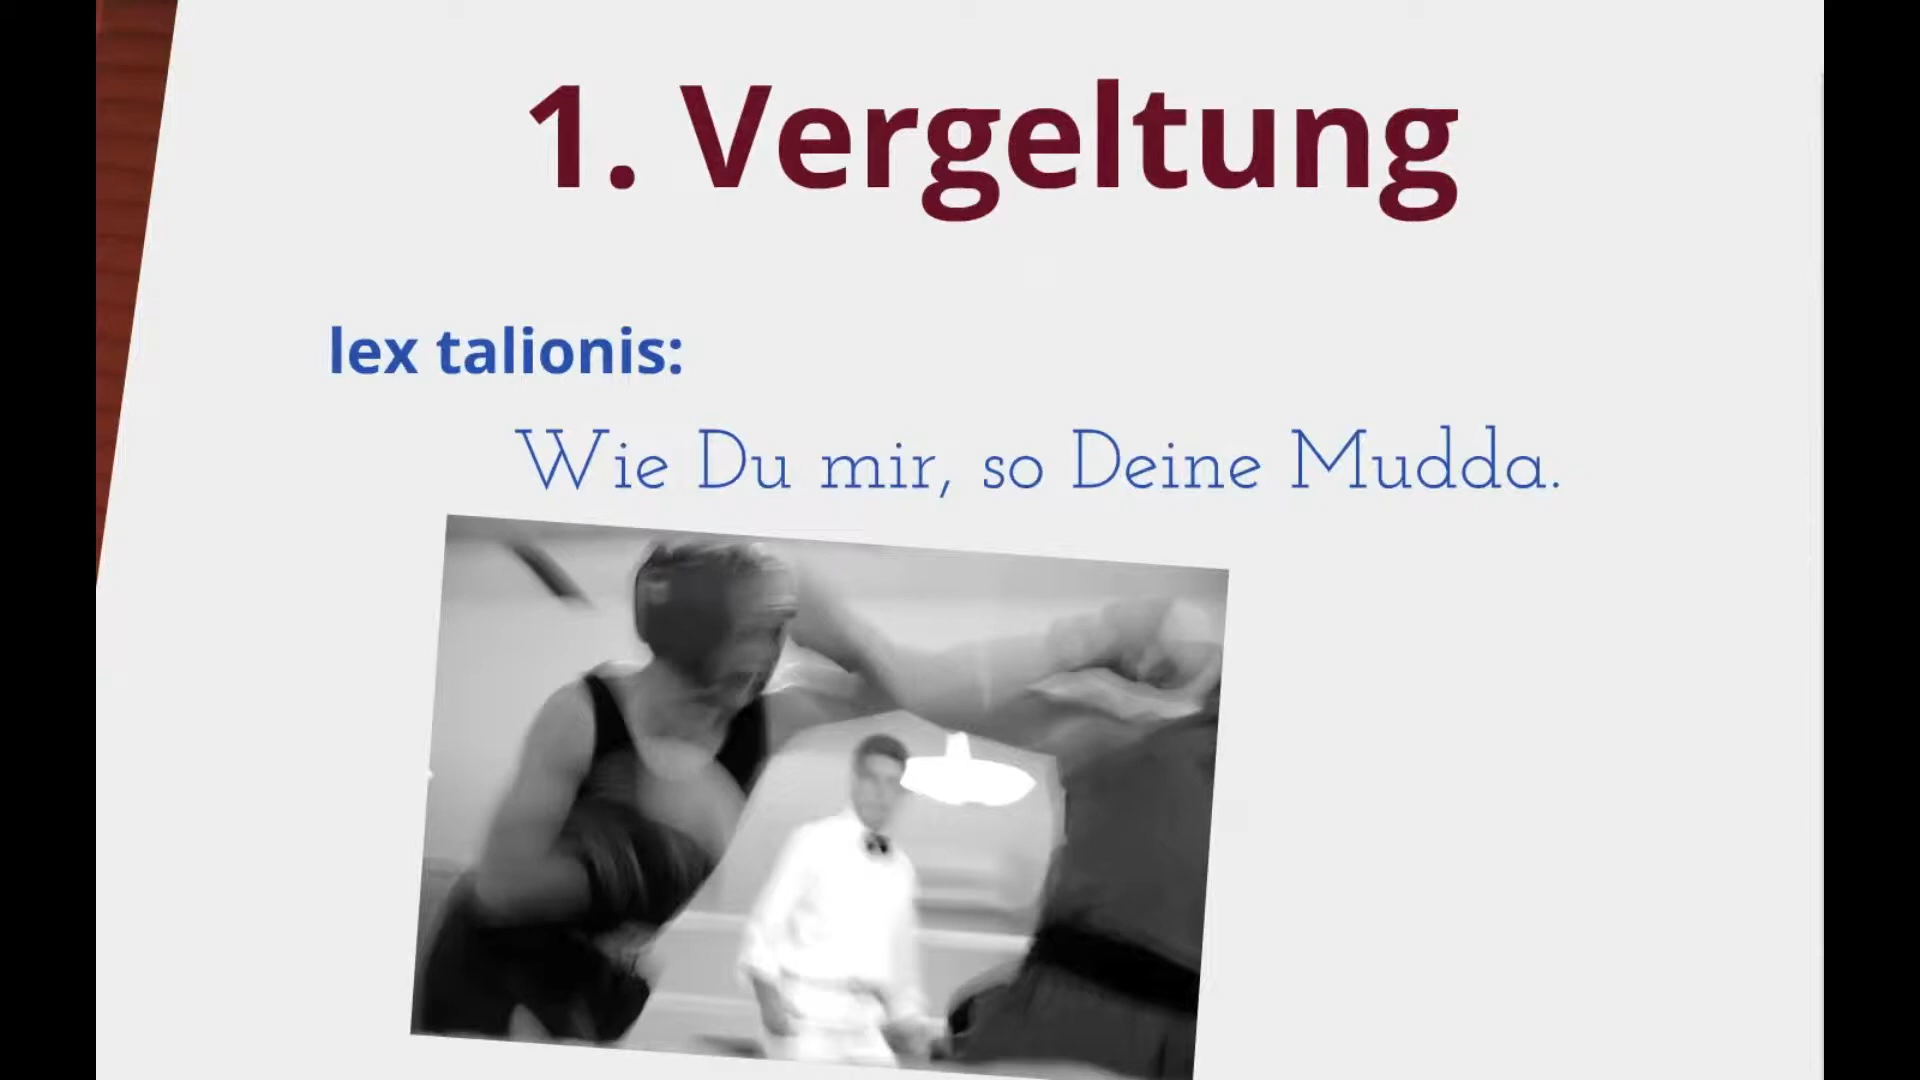 1. Vergeltung
lex talionis:
Wie Du mir, so Deine Mudda.